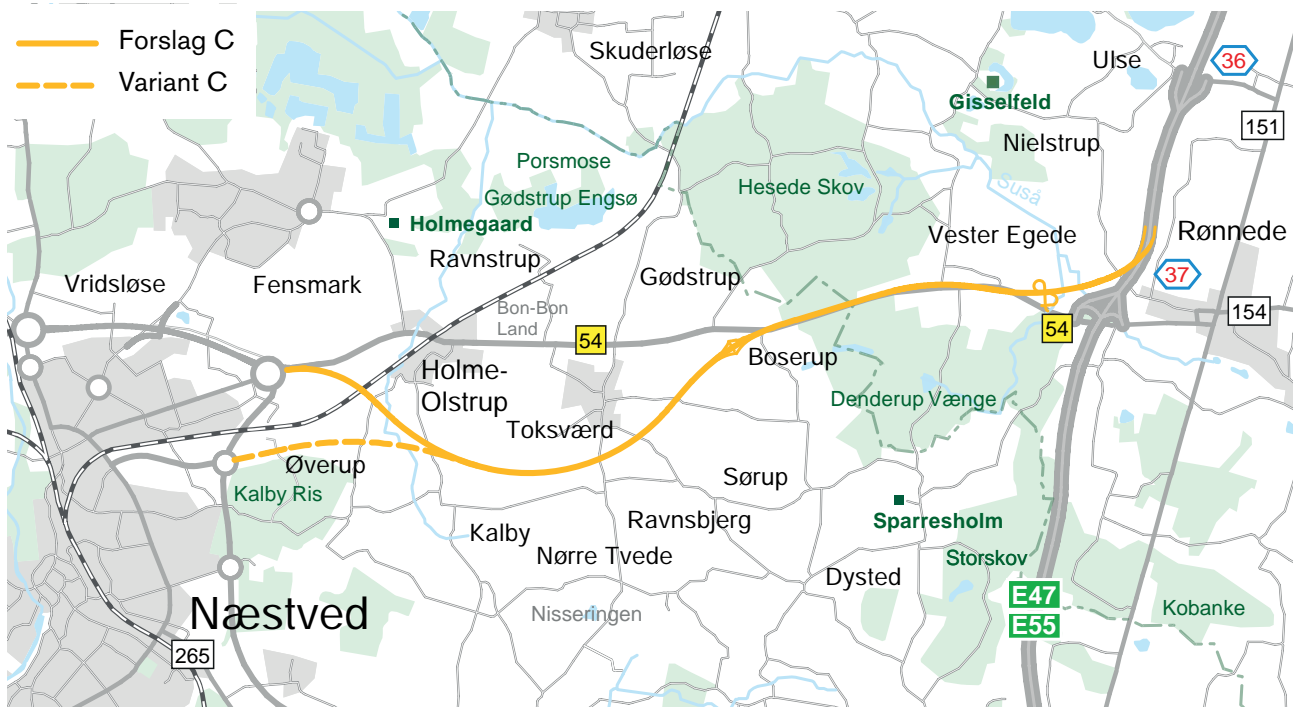 Forslag C
Variant C
Skuderløse
Ulse
36
Gisselfeld
151
Nielstrup
Porsmose
Gødstrup Engsø
Hesede Skov
Suså
Holmegaard
Ravnstrup
Vester Egede
Rønnede
Vridsløse
Fensmark
Gødstrup
37
Bon-Bon
Land
54
54
154
Boserup
Holme-
Olstrup
Denderup Vænge
Toksværd
Øverup
Sørup
Kalby Ris
Sparresholm
Kalby
Ravnsbjerg
Nørre Tvede
Storskov
Dysted
E47
E55
Kobanke
Næstved
Nisseringen
265